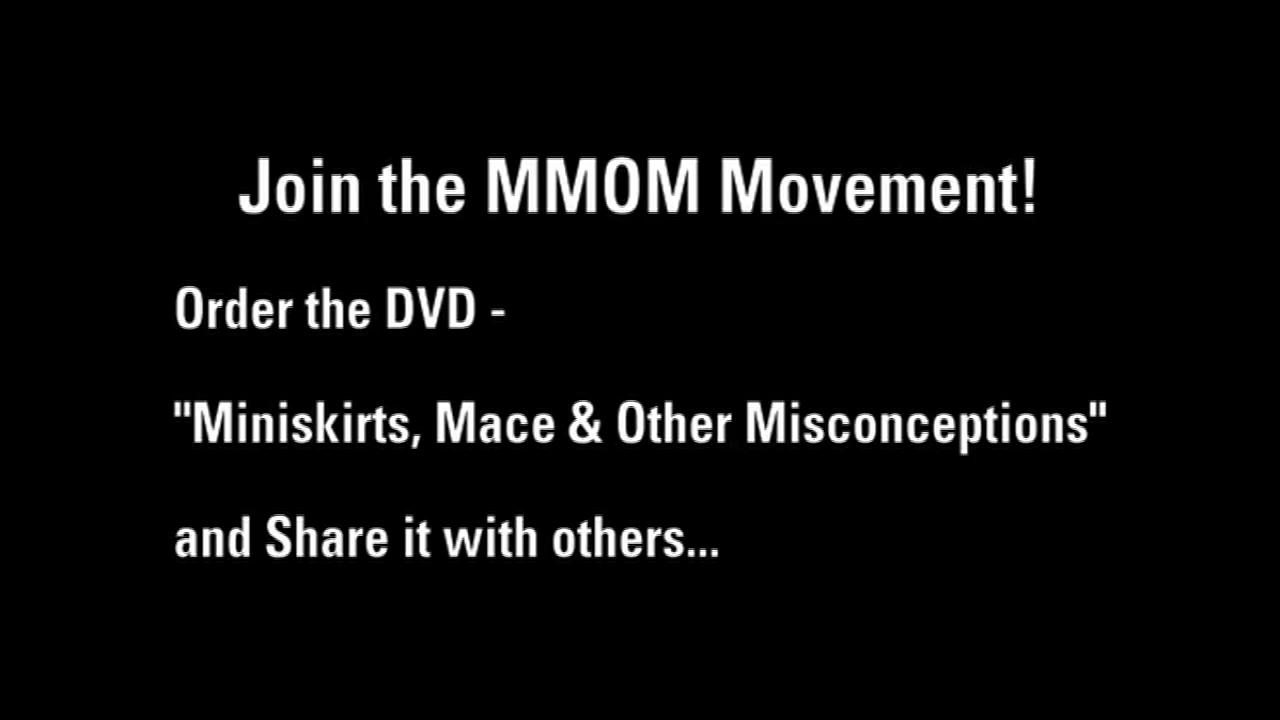 Join the MMOM Movement!
Order the DVD -
"Miniskirts, Mace & Other Misconceptions"
and Share it with others...